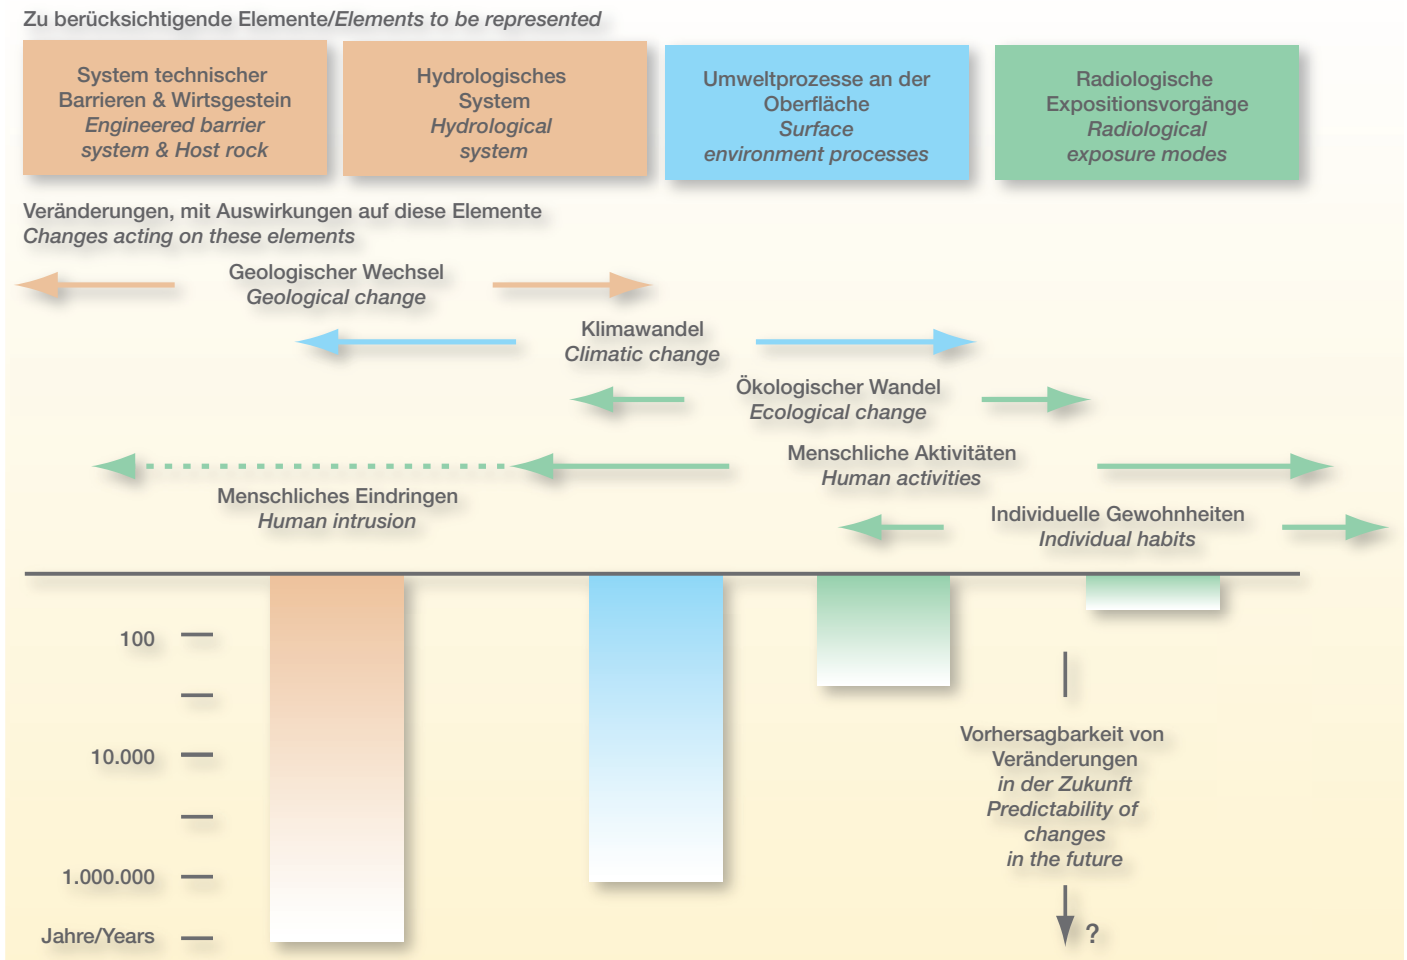 Zu berücksichtigende Elemente/Elements to be represented
System technischer
Barrieren & Wirtsgestein
Engineered barrier
system & Host rock
Hydrologisches
System
Hydrological
system
Umweltprozesse an der
Oberfläche
Surface
environment processes
Radiologische
Expositionsvorgänge
Radiological
exposure modes
Veränderungen, mit Auswirkungen auf diese Elemente
Changes acting on these elements
Geologischer Wechsel
Geological change
Klimawandel
Climatic change
Ökologischer Wandel
Ecological change
Menschliche Aktivitäten
Human activities
Menschliches Eindringen
Human intrusion
Individuelle Gewohnheiten
Individual habits
100
10.000
1.000.000
Jahre/Years
Vorhersagbarkeit von
Veränderungen
in der Zukunft
Predictability of
changes
in the future
?